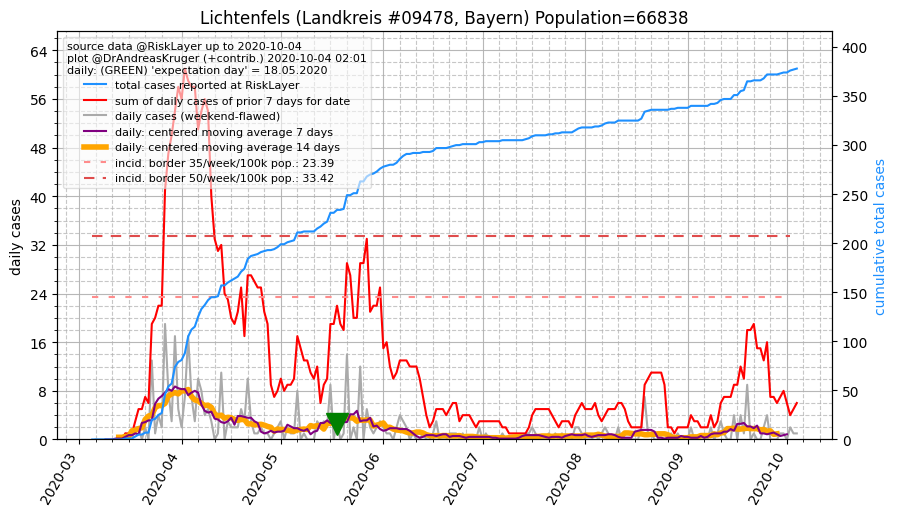 Lichtenfels (Landkreis #09478, Bayern) Population=66838
source data @RiskLayer up to 2020-10-04
plot @DrAndreasKruger (+contrib.) 2020-10-04 02:01
daily: (GREEN) 'expectation day' = 18.05.2020
total cases reported at RiskLayer
sum of daily cases of prior 7 days for date
daily cases (weekend-flawed)
daily: centered moving average 7 days
daily: centered moving average 14 days
incid. border 35/week/100k pop.: 23.39
incid. border 50/week/100k pop.: 33.42
daily cases
64
56
48
40
32
24
16
8
0
cumulative total cases
400
350
300
250
200
150
100
50
0
2020-03
2020-04
2020-05
2020-06
2020-07
2020-08
2020-09
2020-10